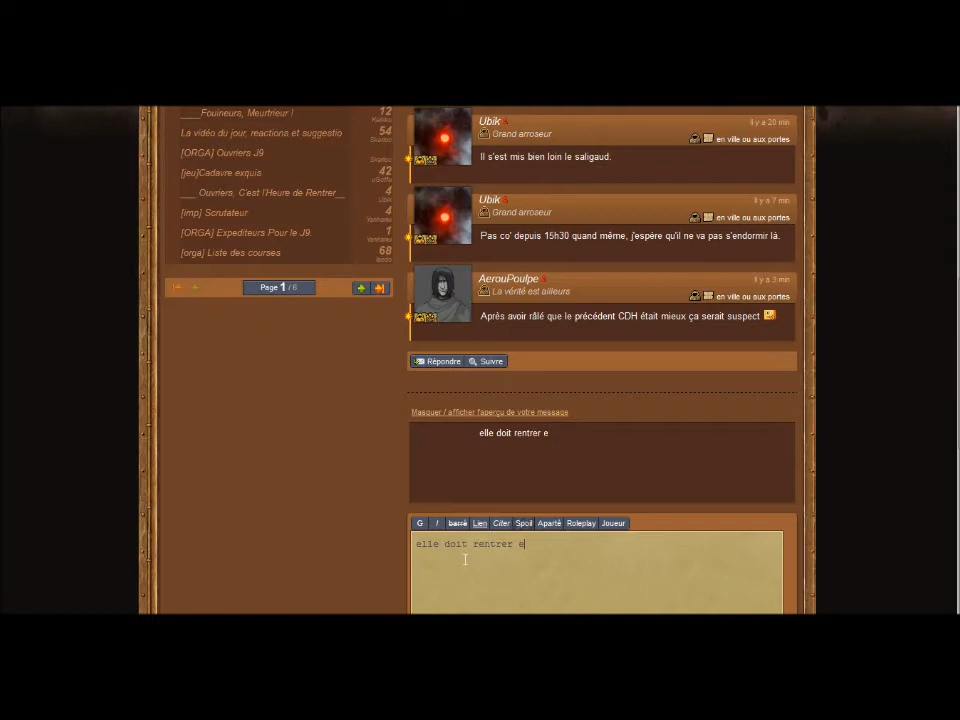 ____Fouineurs, Meurtrieur !
12
La vidéo du jour, reactions et suggestio
54
[ORGA] Ouvriers J9
[jeu]Cadavre exquis
42
___ Ouvriers, C'est l'Heure de Rentrer__
4
Ubik
[imp] Scrutateur
4
[ORGA] Expediteurs Pour le J9.
1
[orga] Liste des courses
68
Page 1 / 6
Ubik
il y a 20 min
Grand arroseur
en ville ou aux portes
Il s'est mis bien loin le saligaud.
Ubik
il y a 7 min
Grand arroseur
en ville ou aux portes
Pas co' depuis 15h30 quand même, j'espère qu'il ne va pas s'endormir là.
AerouPoulpe
il y a 3 min
La vérité est ailleurs
en ville ou aux portes
Après avoir râlé que le précédent CDH était mieux ça serait suspect
Répondre Suivre
Masquer / afficher l'aperçu de votre message
elle doit rentrer e
G I barré Lien Citer Spoil Aparté Roleplay Joueur
elle doit rentrer e